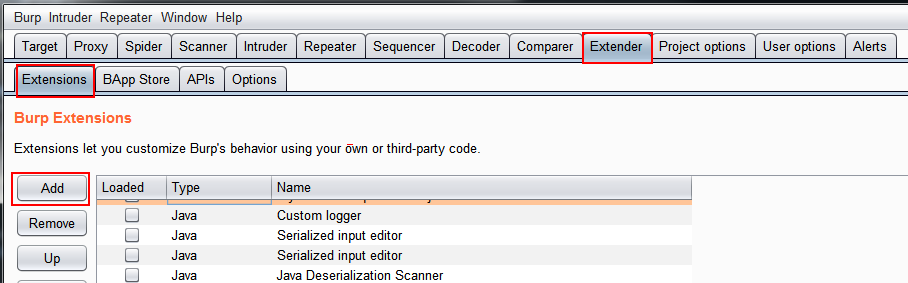 Burp Intruder Repeater Window Help
Target Proxy Spider Scanner Intruder Repeater Sequencer Decoder Comparer Extender Project options User options Alerts
Extensions BApp Store APIs Options
Burp Extensions
Extensions let you customize Burp's behavior using your own or third-party code.
Add Loaded Type Name
Remove Java Custom logger
Java Serialized input editor
Up Java Serialized input editor
Java Java Deserialization Scanner